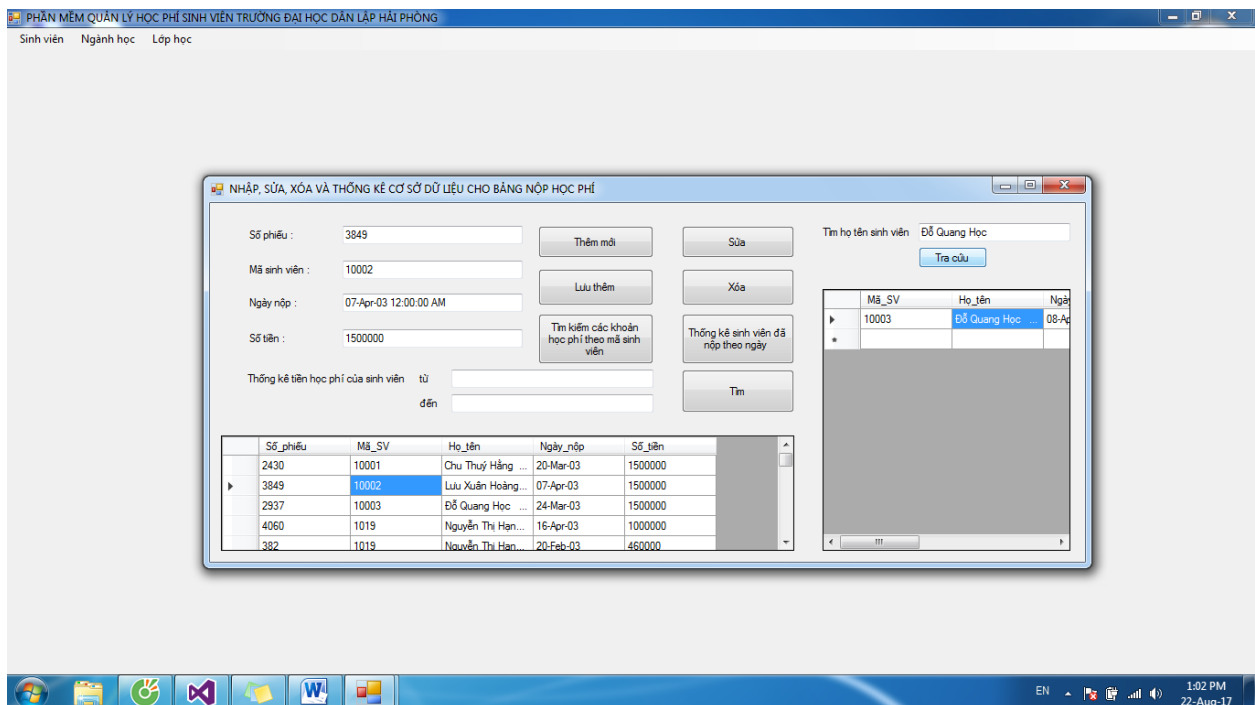 PHẦN MỀM QUẢN LÝ HỌC PHÍ SINH VIÊN TRƯỜNG ĐẠI HỌC DÂN LẬP HẢI PHÒNG
Sinh viên Ngành học Lớp học
NHẬP, SỬA, XÓA VÀ THỐNG KÊ CƠ SỞ DỮ LIỆU CHO BẢNG NỘP HỌC PHÍ
Số phiếu : 3849
Mã sinh viên : 10002
Ngày nộp : 07-Apr-03 12:00:00 AM
Số tiền : 1500000
Thống kê tiền học phí của sinh viên từ
đến
Thêm mới Sửa
Lưu thêm Xóa
Tìm kiếm các khoản
học phí theo mã sinh
viên
Thống kê sinh viên đã
nộp theo ngày
Tìm
Tìm họ tên sinh viên Đỗ Quang Học
Tra cứu
Mã_SV Họ_tên Ngày
10003 Đỗ Quang Học ... 08-Ap
Số_phiếu Mã_SV Họ_tên Ngày_nộp Số_tiền
2430 10001 Chu Thuý Hằng ... 20-Mar-03 1500000
3849 10002 Lưu Xuân Hoàng... 07-Apr-03 1500000
2937 10003 Đỗ Quang Học ... 24-Mar-03 1500000
4060 1019 Nguyễn Thị Hạn... 16-Apr-03 1000000
382 1019 Nguyễn Thị Hạn... 20-Feb-03 460000
EN 1:02 PM
22-Aug-17